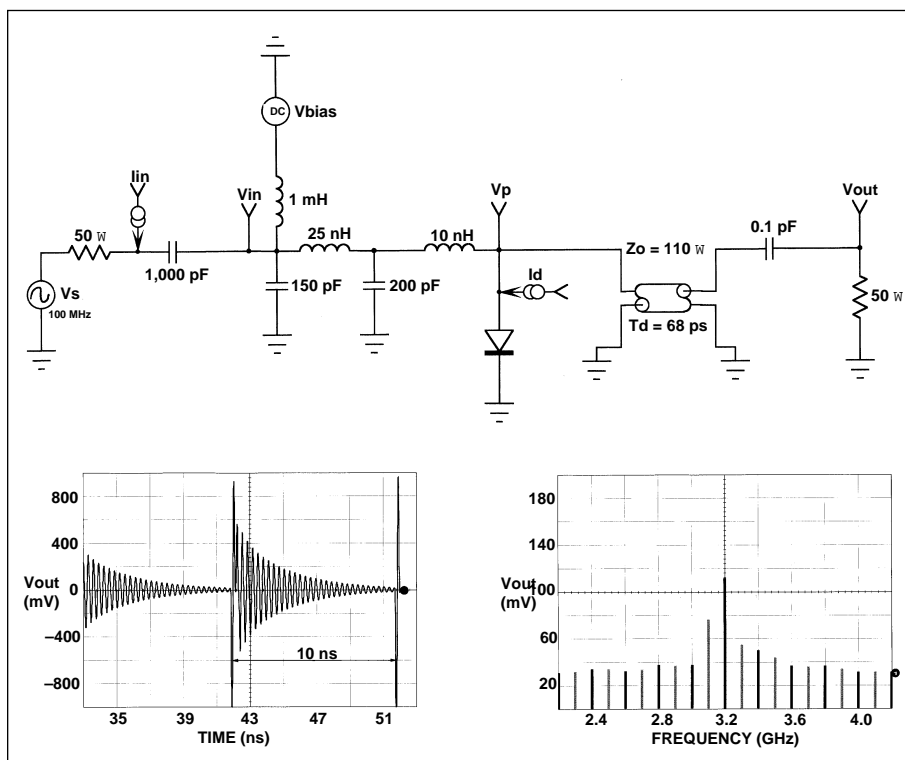 DC Vbias
Iin
Vin
1 mH
Vp
Vout
50 W
25 nH
10 nH
Zo = 110 W
0.1 pF
1,000 pF
150 pF
200 pF
Id
50 W
Vs
100 MHz
Td = 68 ps
800
400
Vout
(mV)
0
–400
–800
10 ns
35 39 43 47 51
TIME (ns)
180
140
Vout
(mV)
100
60
20
2.4 2.8 3.2 3.6 4.0
FREQUENCY (GHz)